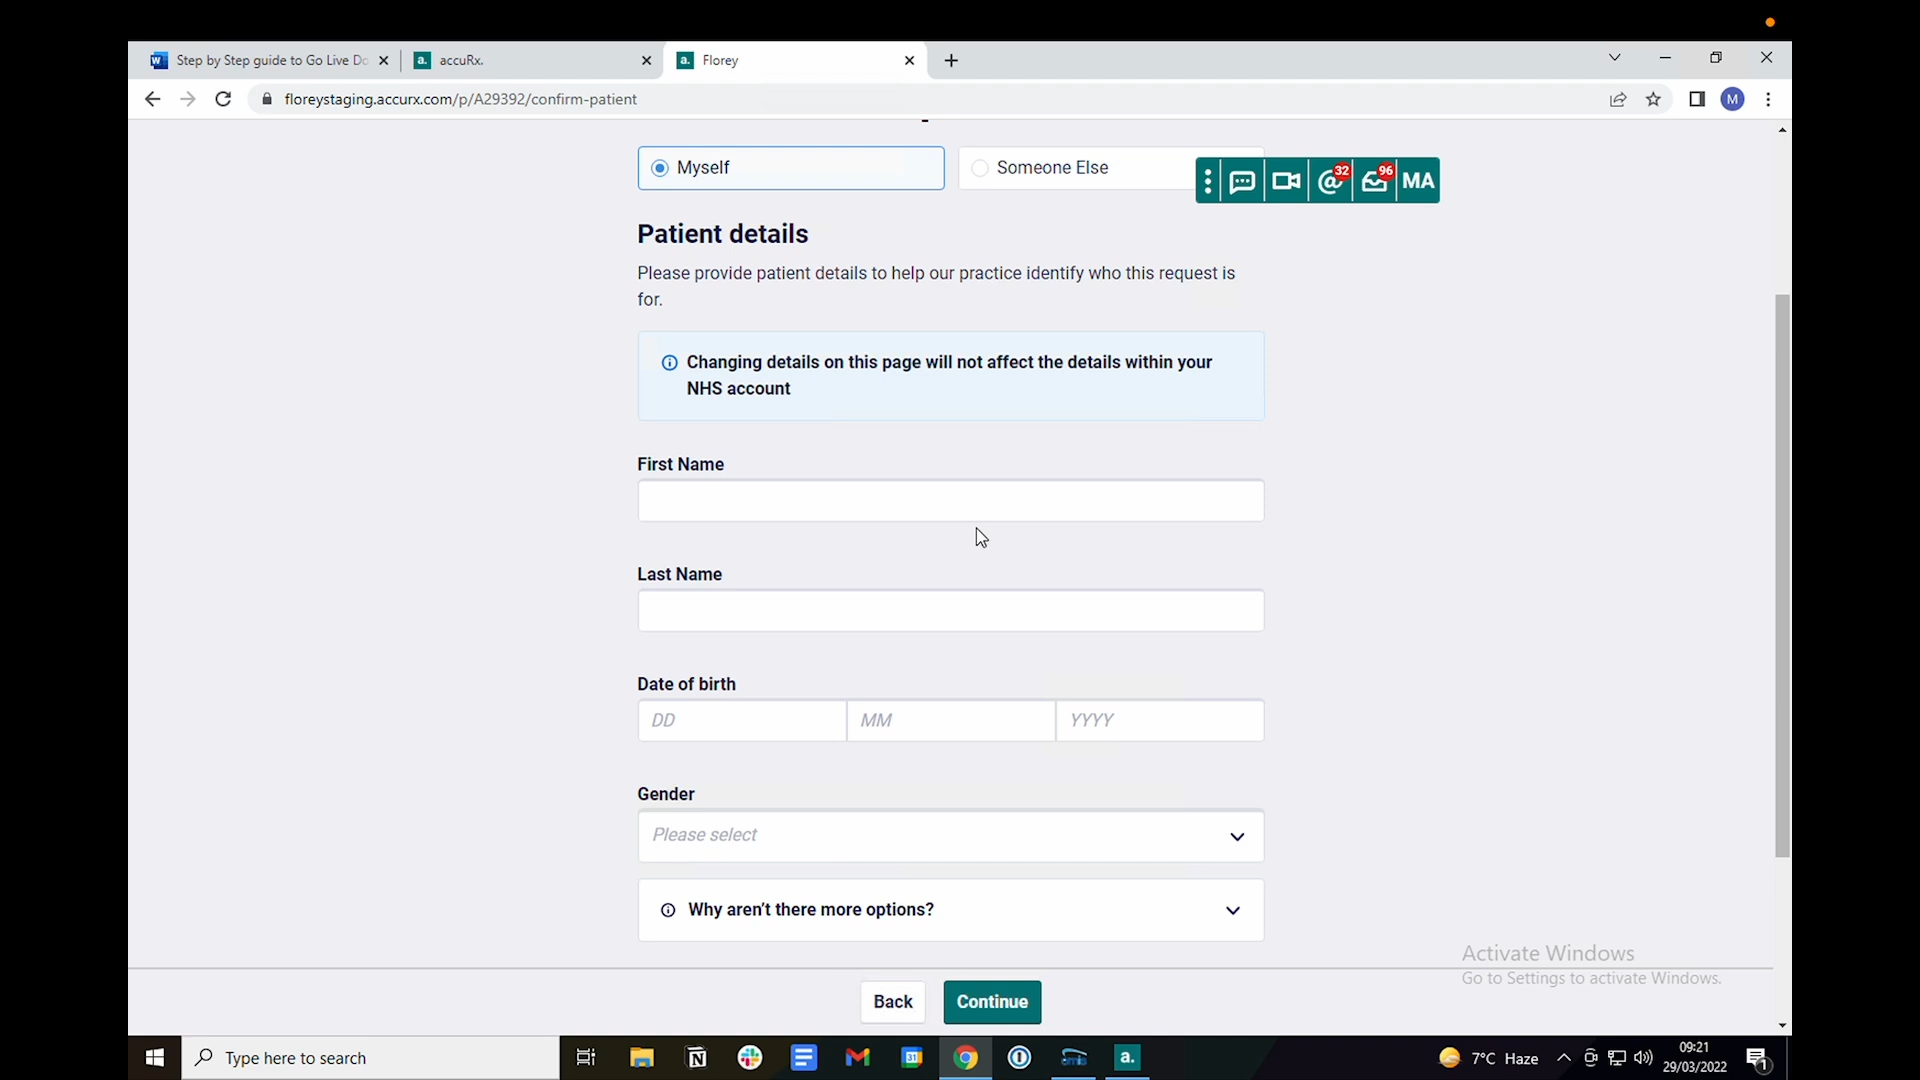 Step by Step guide to Go Live Do
accuRx.
Florey
floreystaging.accurx.com/p/A29392/confirm-patient
M
Myself
Someone Else
32
96
MA
Patient details
Please provide patient details to help our practice identify who this request is
for.
Changing details on this page will not affect the details within your
NHS account
First Name
Last Name
Date of birth
DD
MM
YYYY
Gender
Please select
Why aren't there more options?
Activate Windows
Go to Settings to activate Windows.
Back
Continue
Type here to search
31
a.
7°C Haze
09:21
29/03/2022
1